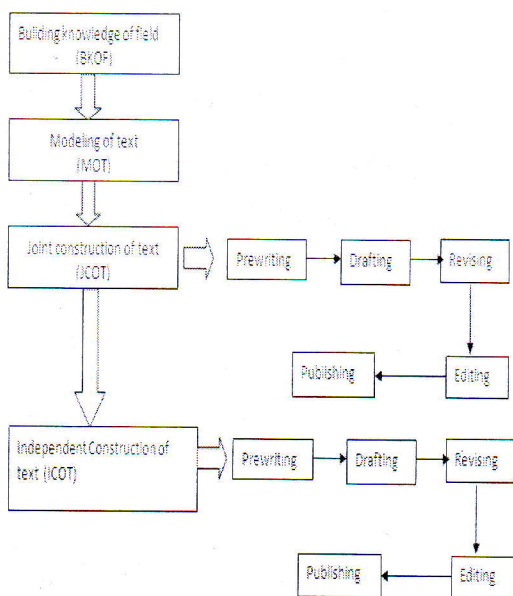 Building knowledge of field
- (BKOF)
Modeling of text
(MOT)
Joint construction of text
(JCOT)
Prewriting
Drafting
Revising
Publishing
Editing
Independent Construction of
text (ICOT)
Prewriting
Drafting
Revising
Publishing
Editing